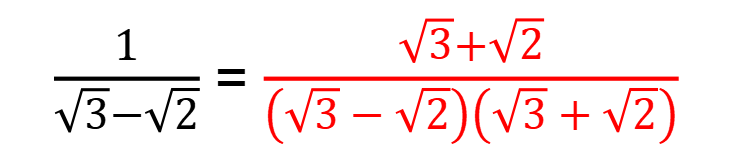 1/(√3−√2) = (√3+√2)/((√3 − √2)(√3 + √2))